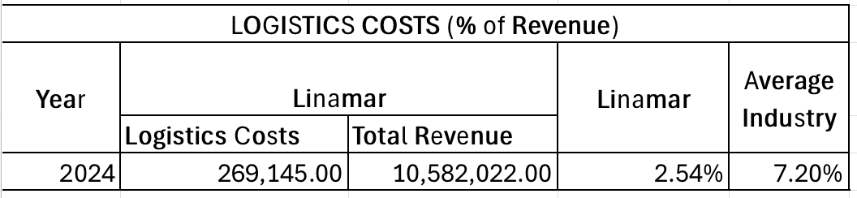 LOGISTICS COSTS (% of Revenue)
Year
Linamar
Linamar
Average
Industry
Logistics Costs
Total Revenue
2024
269,145.00
10,582,022.00
2.54%
7.20%